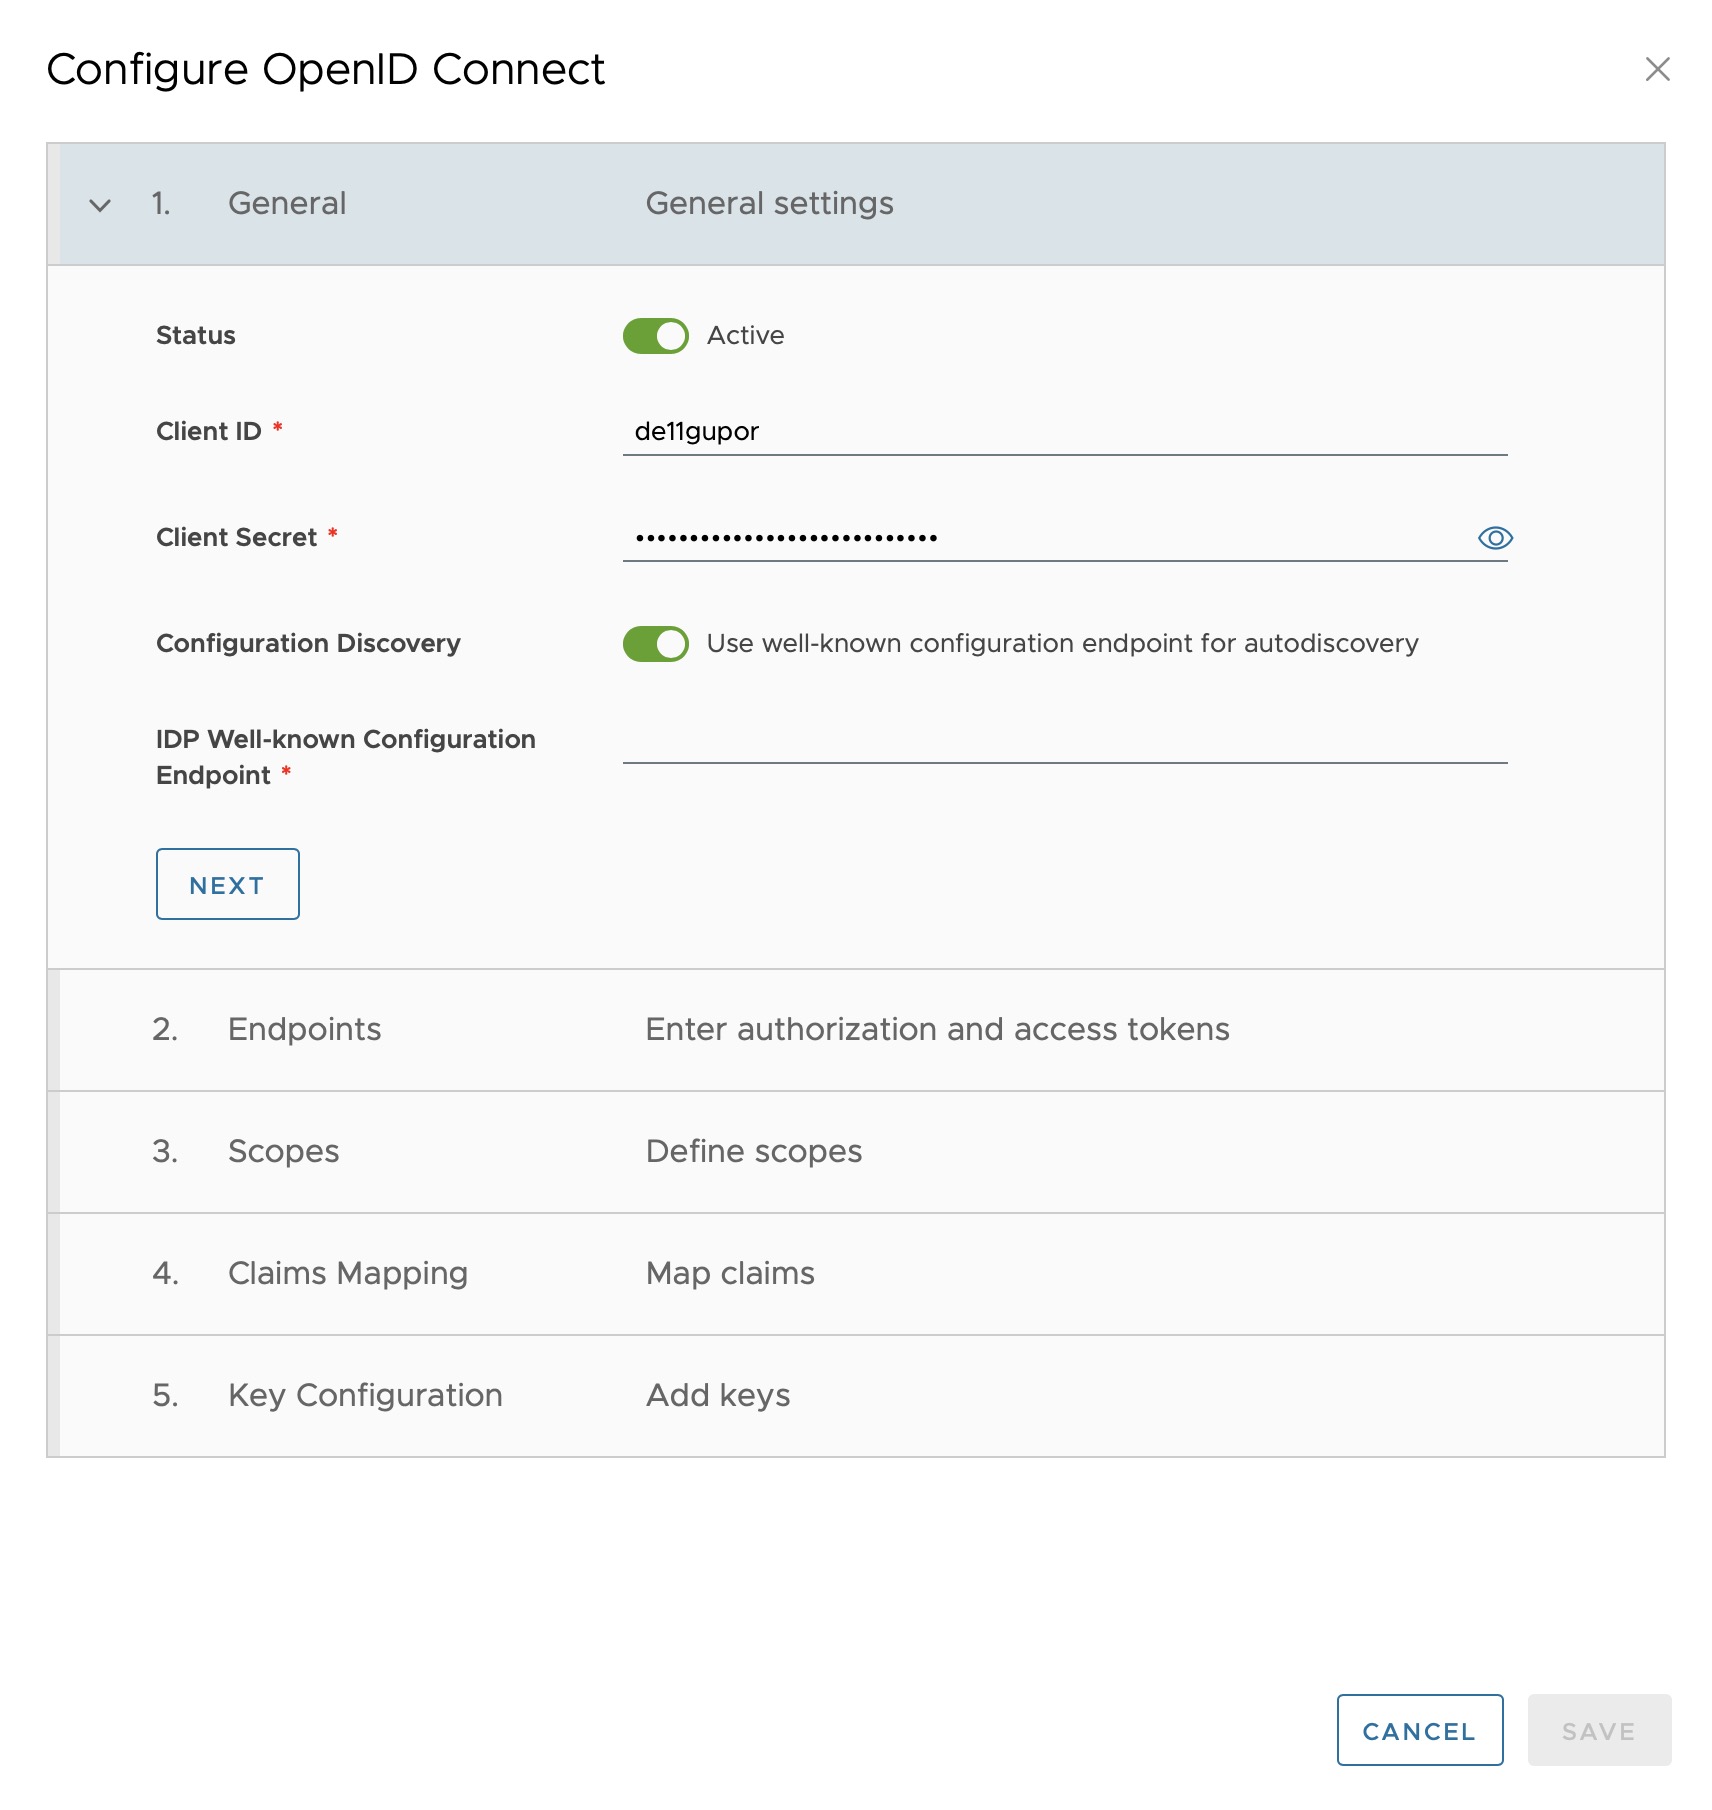 Configure OpenID Connect
1. General General settings
Status Active
Client ID * de11gupor
Client Secret * ••••••••••••••••••••••••••••
Configuration Discovery Use well-known configuration endpoint for autodiscovery
IDP Well-known Configuration
Endpoint *
NEXT
2. Endpoints Enter authorization and access tokens
3. Scopes Define scopes
4. Claims Mapping Map claims
5. Key Configuration Add keys
CANCEL SAVE